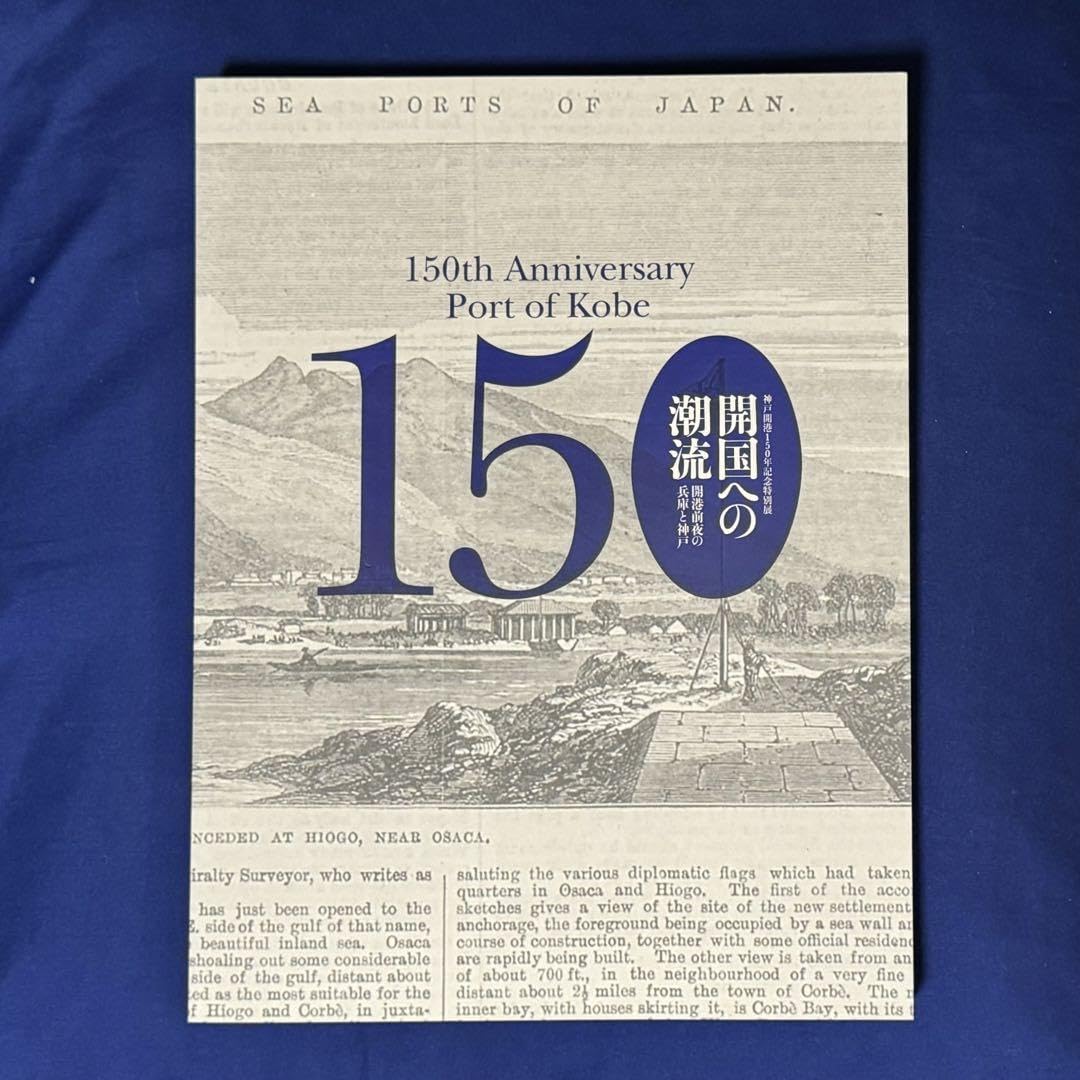 SEA PORTS OF JAPAN.
150th Anniversary
Port of Kobe
150
神戸開港150年記念特別展
開国への
潮流
開港前夜の
兵庫と神戸
NCEDED AT HIOGO, NEAR OSACA.
iralty Surveyor, who writes as
has just been opened to the
E. side of the gulf of that name,
beautiful inland sea. Osaca
shoaling out some considerable
side of the gulf, distant about
ted as the most suitable for the
f Hiogo and Corbè, in juxta-
saluting the various diplomatic flags which had taken
quarters in Osaca and Hiogo. The first of the acco
sketches gives a view of the site of the new settlement
anchorage, the foreground being occupied by a sea wall an
course of construction, together with some official residenc
are rapidly being built. The other view is taken from an
of about 700 ft., in the neighbourhood of a very fine
distant about 2½ miles from the town of Corbè. The
inner bay, with houses skirting it, is Corbè Bay, with its